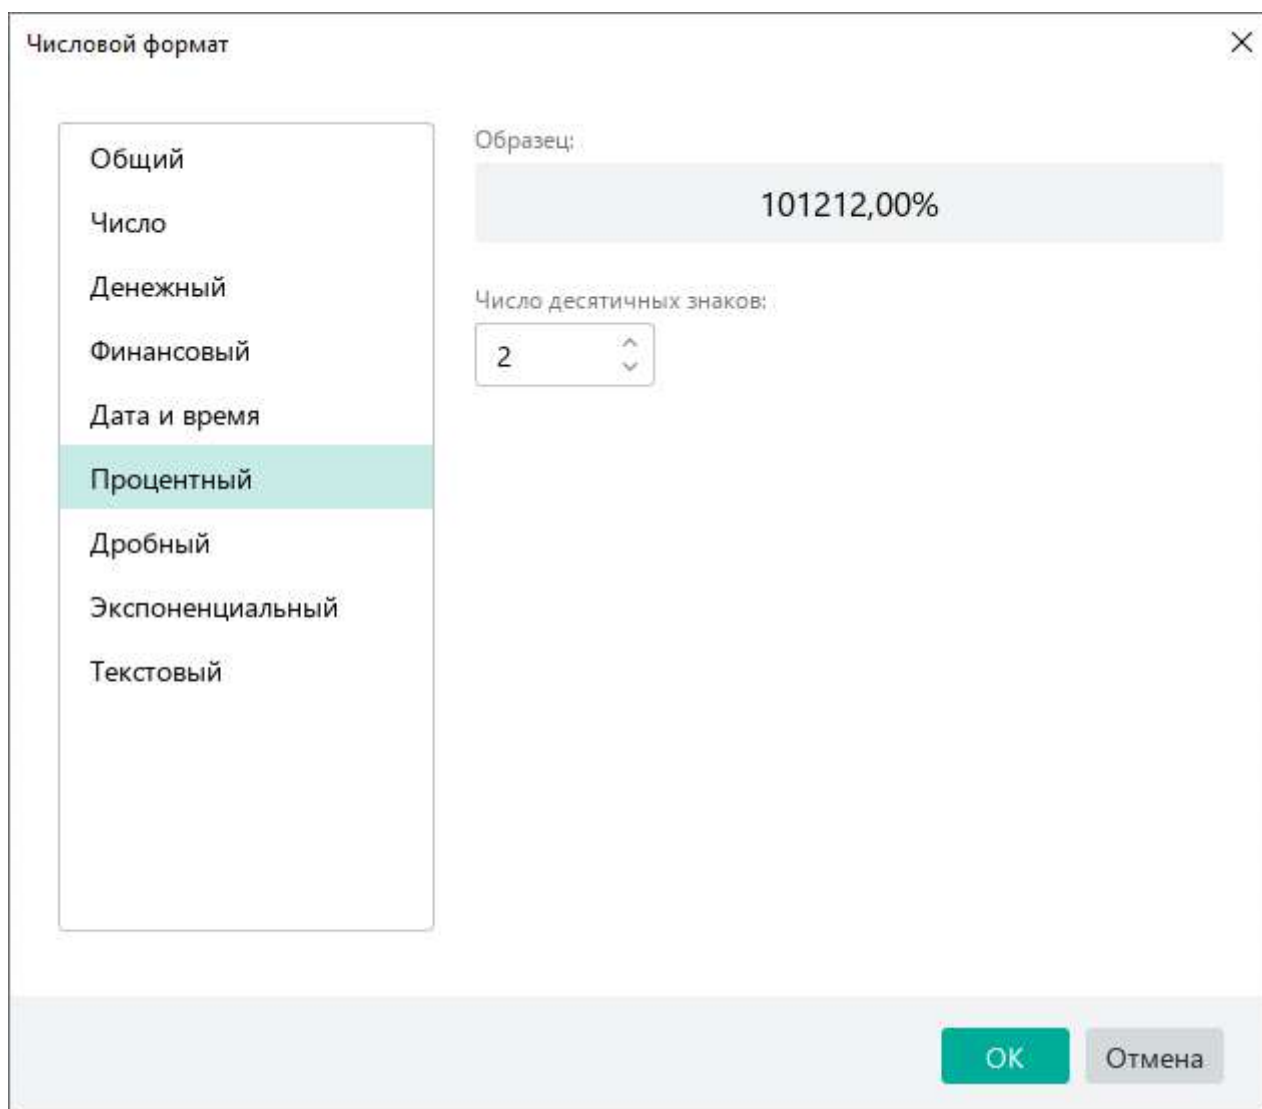 Числовой формат
Общий
Число
Денежный
Финансовый
Дата и время
Процентный
Дробный
Экспоненциальный
Текстовый
Образец:
101212,00%
Число десятичных знаков:
2
OK
Отмена